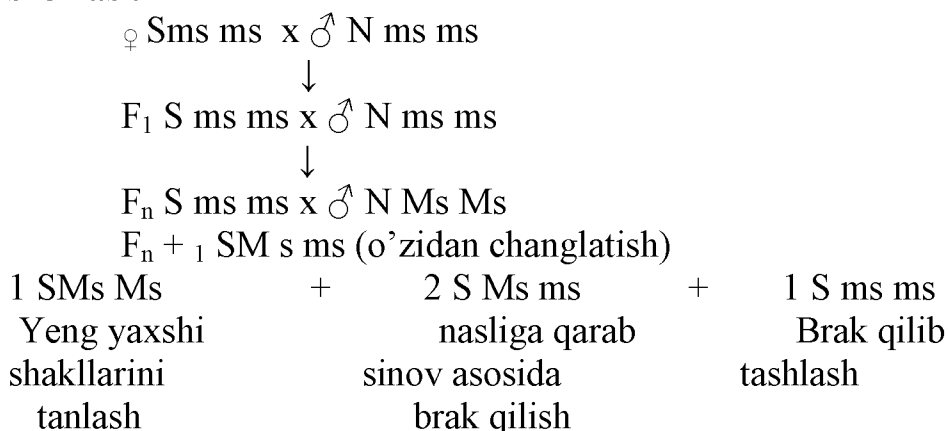 ♀ Sms ms x ♂ N ms ms
↓
F₁ S ms ms x ♂ N ms ms
↓
Fₙ S ms ms x ♂ N Ms Ms
Fₙ + ₁ SM s ms (o’zidan changlatish)
1 SMs Ms + 2 S Ms ms + 1 S ms ms
Yeng yaxshi nasliga qarab Brak qilib
shakllarini sinov asosida tashlash
tanlash brak qilish